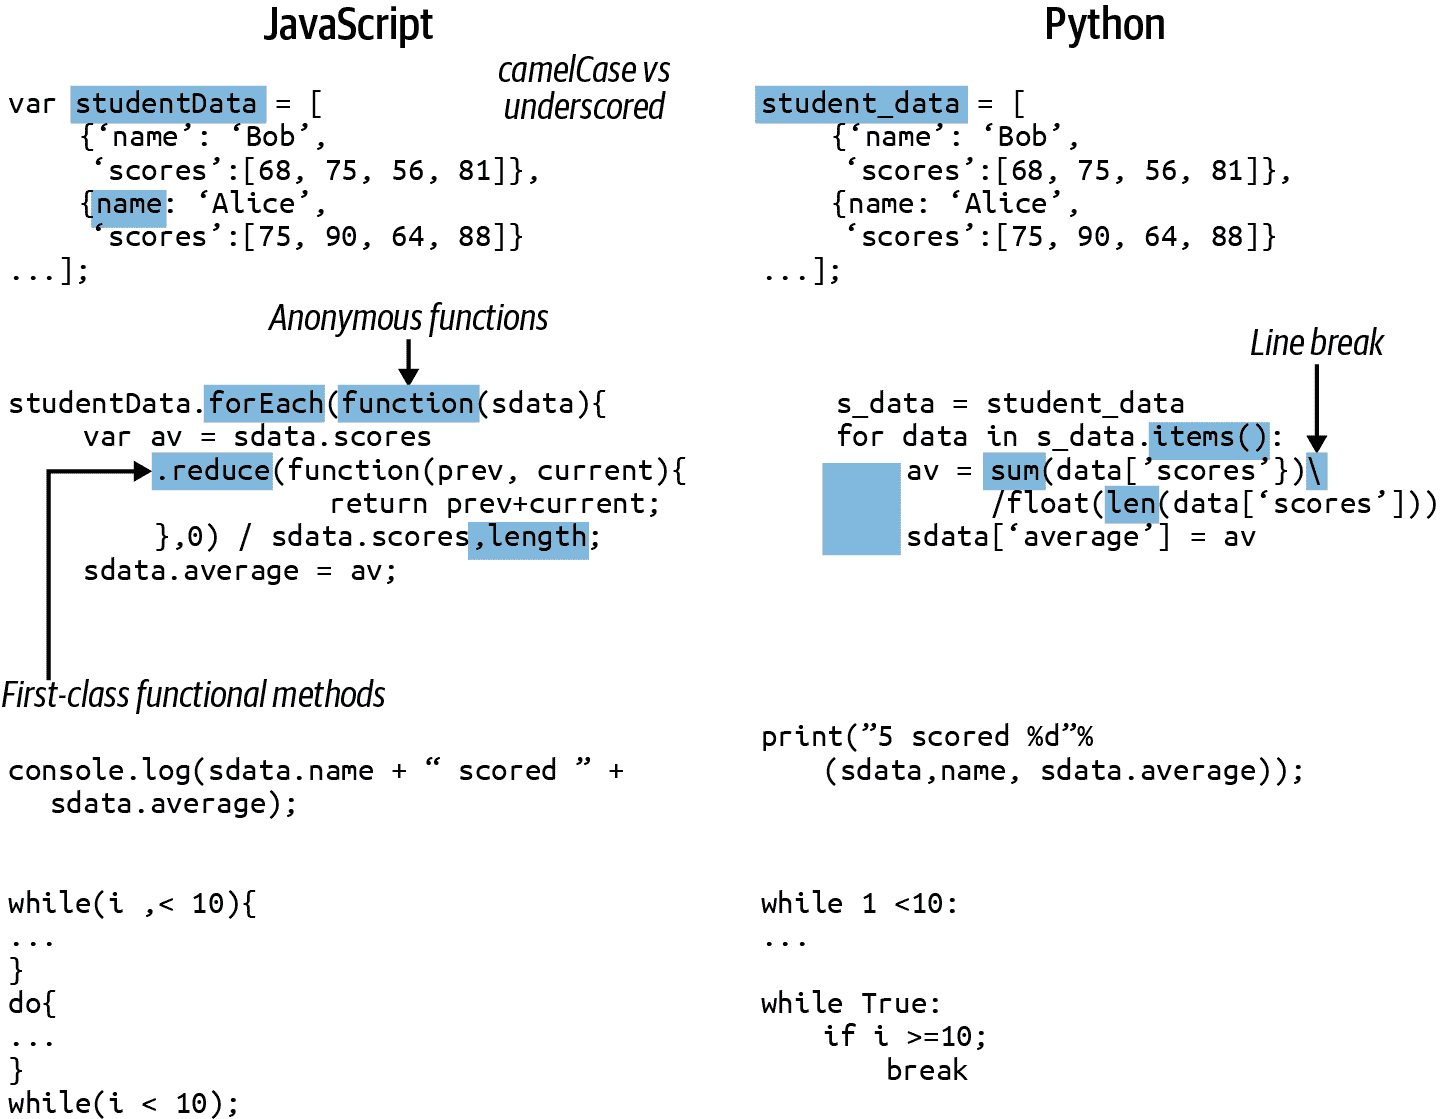 JavaScript
camelCase vs
underscored
var studentData = [
{‘name’: ‘Bob’,
‘scores’:[68, 75, 56, 81]},
{name: ‘Alice’,
‘scores’:[75, 90, 64, 88]}
...];
Anonymous functions
studentData.forEach(function(sdata){
var av = sdata.scores
.reduce(function(prev, current){
return prev+current;
},0) / sdata.scores,length;
sdata.average = av;
First-class functional methods
console.log(sdata.name + “ scored ” +
sdata.average);
while(i ,< 10){
...
}
do{
...
}
while(i < 10);
Python
student_data = [
{‘name’: ‘Bob’,
‘scores’:[68, 75, 56, 81]},
{name: ‘Alice’,
‘scores’:[75, 90, 64, 88]}
...];
Line break
s_data = student_data
for data in s_data.items():
av = sum(data[’scores’})\
/float(len(data[‘scores’]))
sdata[‘average’] = av
print(”5 scored %d”%
(sdata,name, sdata.average));
while 1 <10:
...
while True:
if i >=10;
break